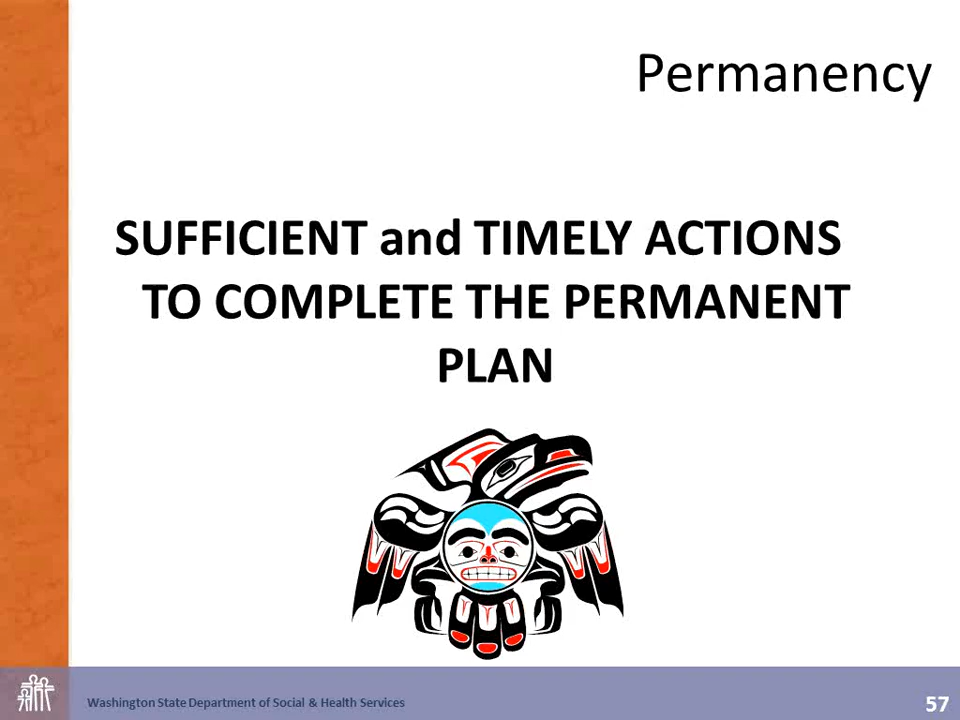 Permanency
SUFFICIENT and TIMELY ACTIONS
TO COMPLETE THE PERMANENT
PLAN
Washington State Department of Social & Health Services
57